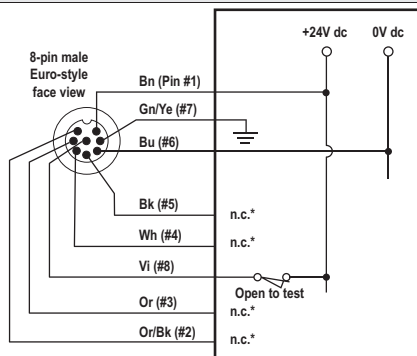 +24V dc
0V dc
8-pin male
Euro-style
face view
Bn (Pin #1)
Gn/Ye (#7)
Bu (#6)
Bk (#5)
n.c.*
Wh (#4)
n.c.*
Vi (#8)
Open to test
Or (#3)
n.c.*
Or/Bk (#2)
n.c.*